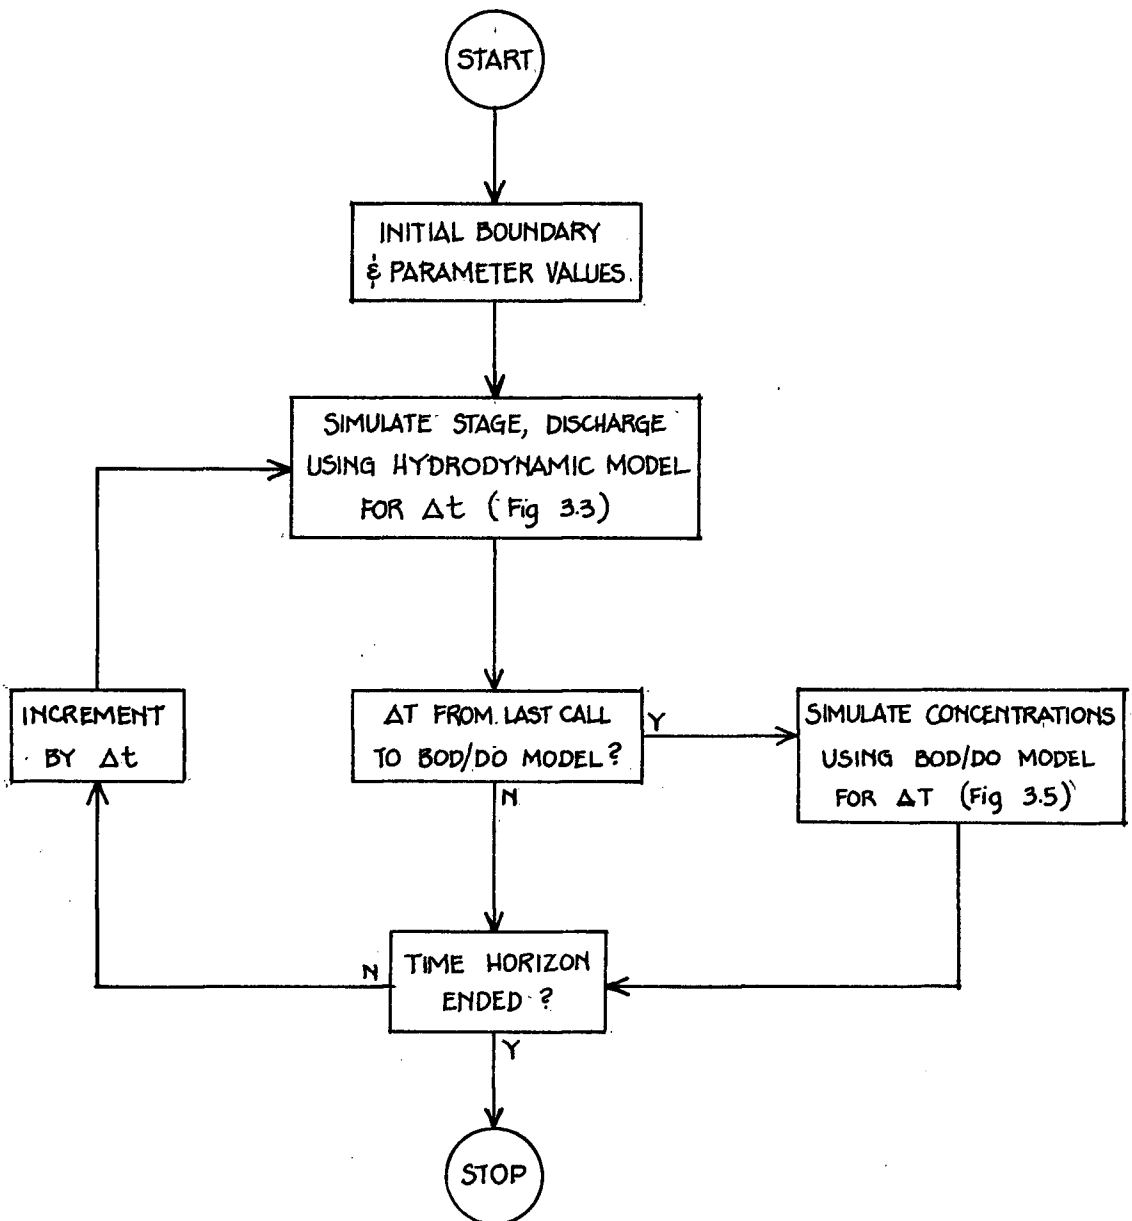 START
INITIAL BOUNDARY
& PARAMETER VALUES.
SIMULATE STAGE, DISCHARGE
USING HYDRODYNAMIC MODEL
FOR Δt (Fig 3.3)
INCREMENT
BY Δt
ΔT FROM LAST CALL
TO BOD/DO MODEL?
Y
N
SIMULATE CONCENTRATIONS
USING BOD/DO MODEL
FOR ΔT (Fig 3.5)
TIME HORIZON
ENDED ?
N
Y
STOP